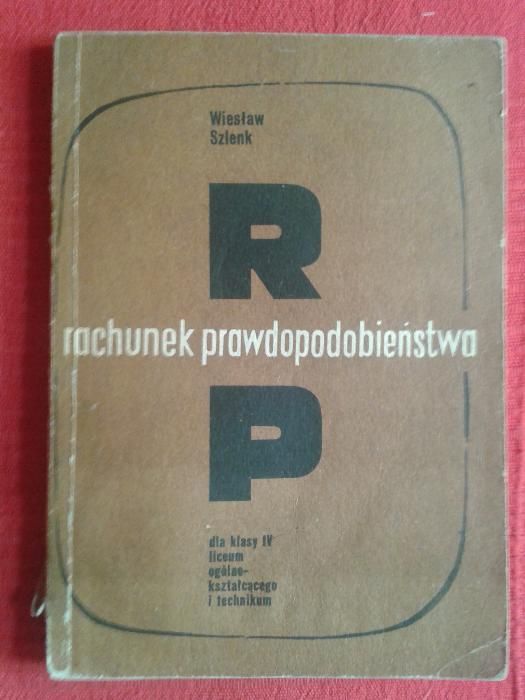 Wiesław
Szlenk
R
rachunek prawdopodobieństwa
P
dla klasy IV
liceum
ogólno-
kształcącego
i technikum